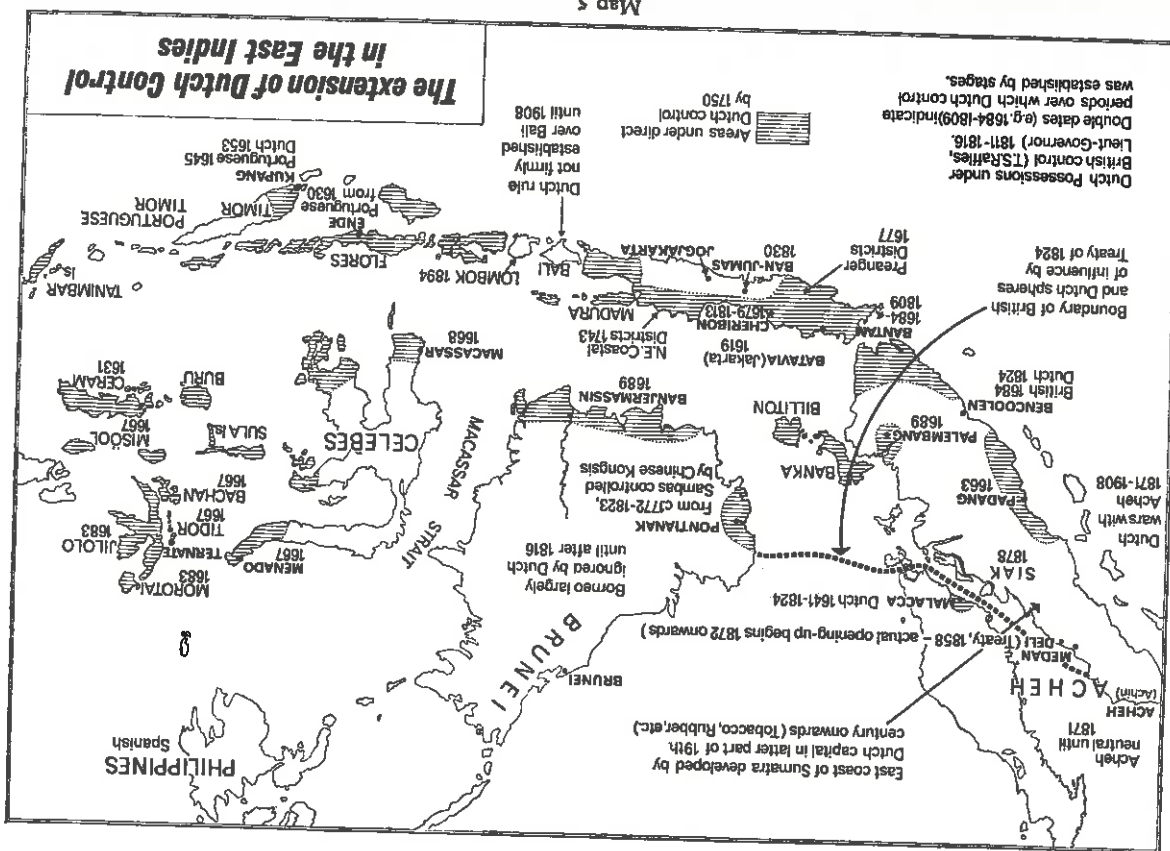 Acheh
neutral until
1871
ACHEH
(Achin)
ACHEH
East coast of Sumatra developed by
Dutch capital in latter part of 19th.
century onwards (Tobacco, Rubber, etc.)
MEDAN
DELI (Treaty, 1858 – actual opening-up begins 1872 onwards)
MALACCA Dutch 1641-1824
SIAK
1878
Dutch
wars with
Acheh
1871-1908
PADANG
1663
PALEMBANG
1689
BENCOOLEN
British 1684
Dutch 1824
BANKA
BILLITON
Boundary of British
and Dutch spheres
of influence by
Treaty of 1824
PHILIPPINES
Spanish
BRUNEI
BRUNEI
Borneo largely
ignored by Dutch
until after 1816
PONTIANAK
From c1772-1823,
Sambas controlled
by Chinese Kongsis
BANJERMASSIN
1689
MACASSAR
STRAIT
CELEBES
MENADO
1667
MACASSAR
1668
MOROTAI
1683
TERNATE
JILOLO
1683
TIDOR
1667
BACHAN
1667
SULA Is
MISÖÖL
1667
BURU
CERAM
1631
TANIMBAR
Is
BANTAN
1684-&
1809
BATAVIA (Jakarta)
1619
CHERIBON
1679-1813
N.E.Coastal
Districts 1743
MADURA
Preanger
Districts
1677
BAN-JUMAS
1830
JOGJAKARTA
BALI
LOMBOK 1894
FLORES
ENDE
Portuguese
from 1630
TIMOR
PORTUGUESE
TIMOR
KUPANG
Portuguese 1645
Dutch 1653
Dutch rule
not firmly
established
over Bali
until 1908
Dutch Possessions under
British control (T.S.Raffles,
Lieut-Governor) 1811-1816.
Double dates (e.g. 1684-1809) indicate
periods over which Dutch control
was established by stages.
Areas under direct
Dutch control
by 1750
The extension of Dutch Control
in the East Indies
Map 5